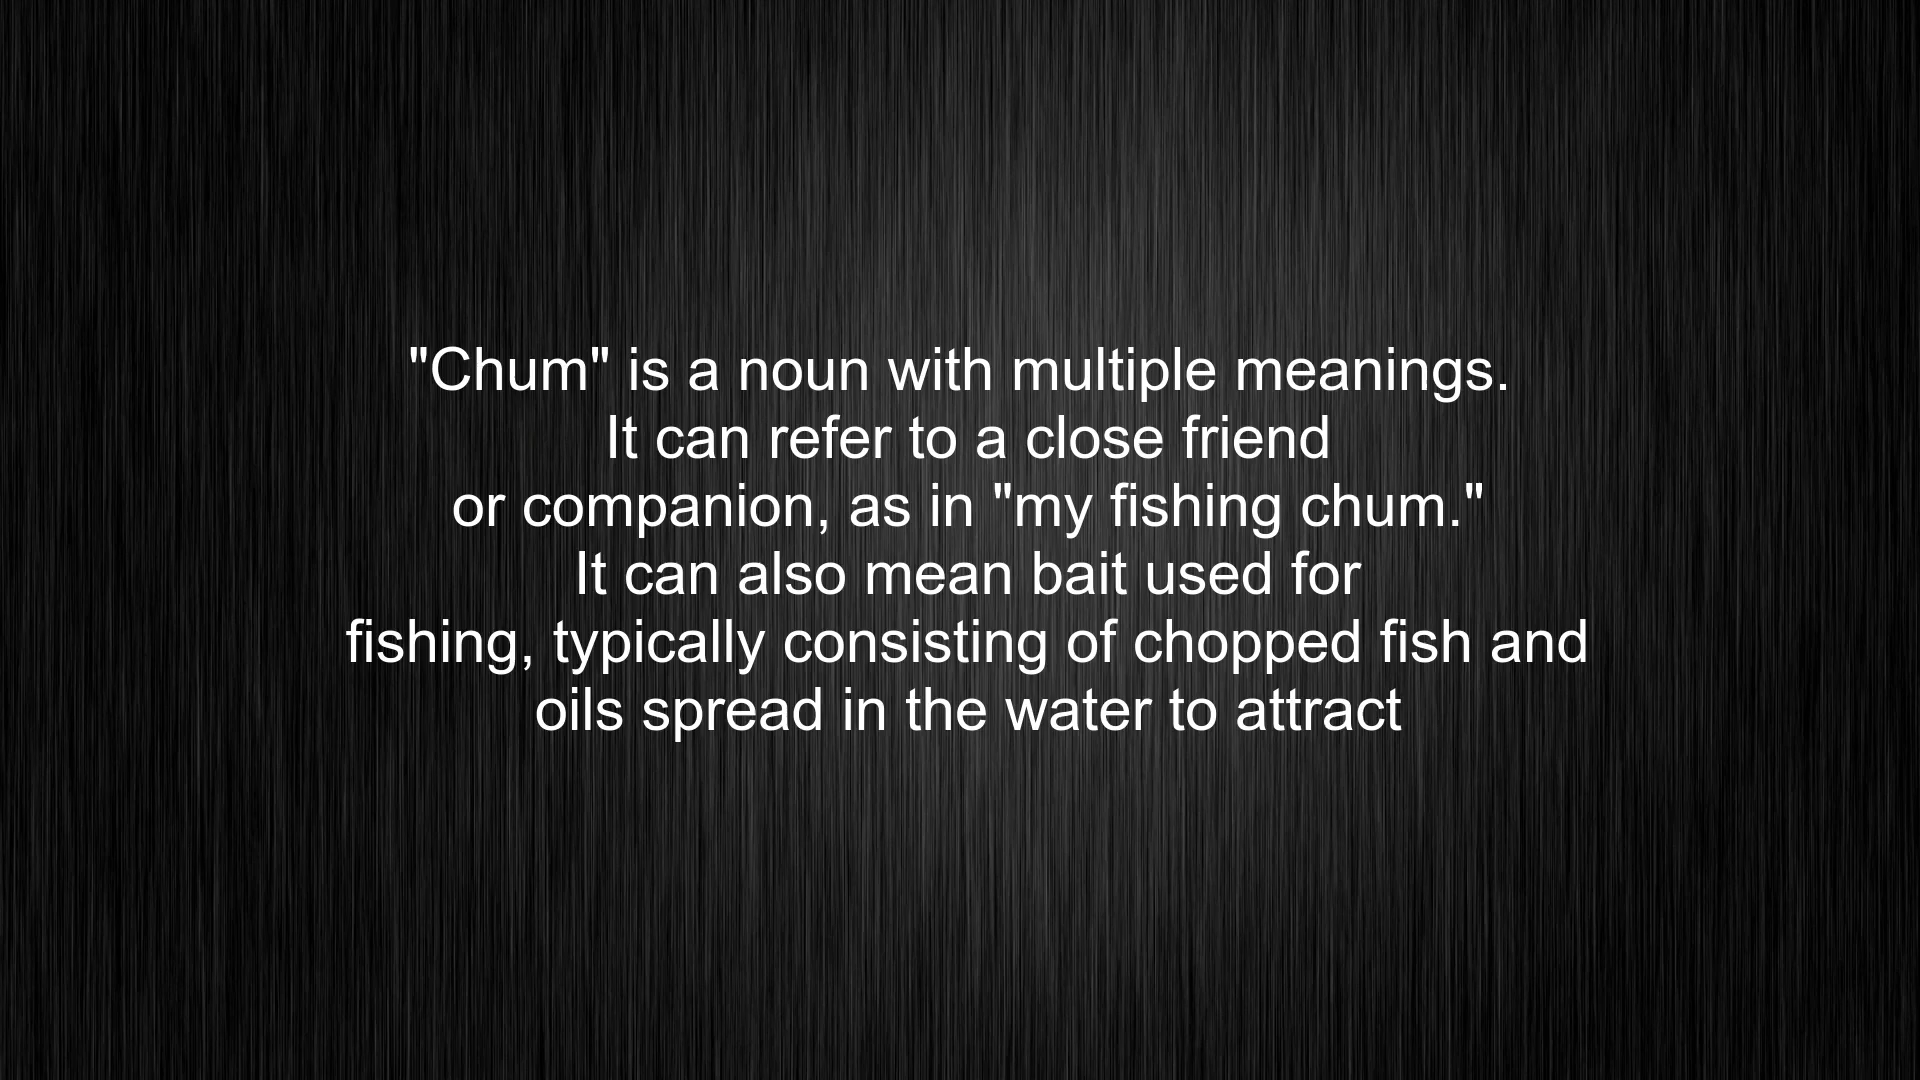 "Chum" is a noun with multiple meanings.
It can refer to a close friend
or companion, as in "my fishing chum."
It can also mean bait used for
fishing, typically consisting of chopped fish and
oils spread in the water to attract